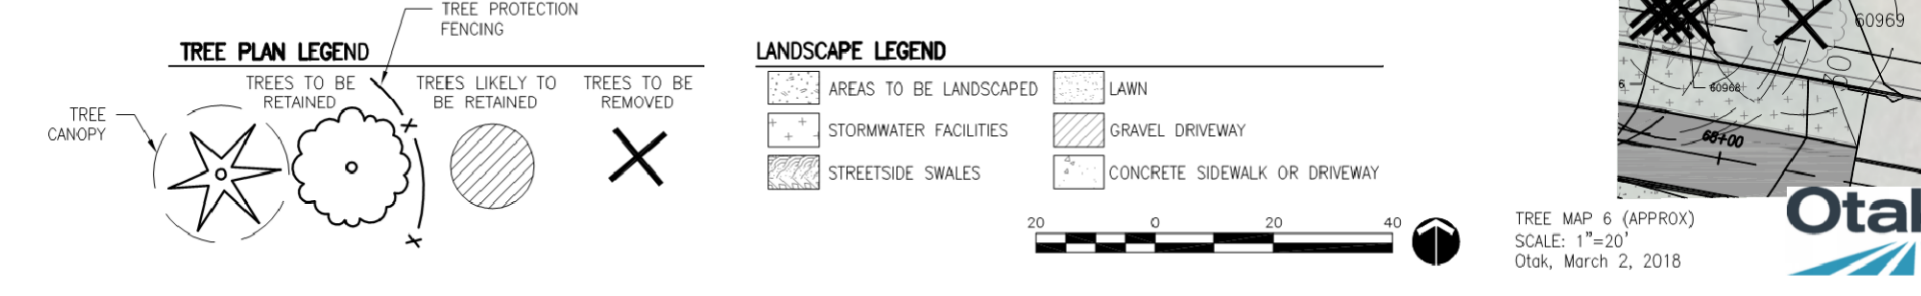 TREE PROTECTION
FENCING
TREE PLAN LEGEND
TREES TO BE
RETAINED
TREES LIKELY TO
BE RETAINED
TREES TO BE
REMOVED
TREE
CANOPY
LANDSCAPE LEGEND
AREAS TO BE LANDSCAPED
LAWN
STORMWATER FACILITIES
GRAVEL DRIVEWAY
STREETSIDE SWALES
CONCRETE SIDEWALK OR DRIVEWAY
20 0 20 40
60969
60968
68+00
TREE MAP 6 (APPROX)
SCALE: 1"=20'
Otak, March 2, 2018
Otak